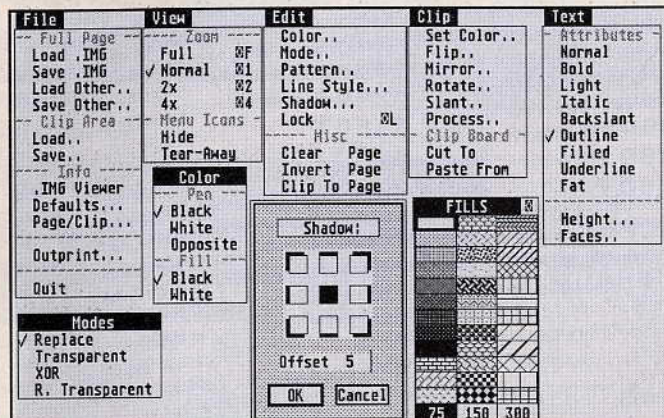 File
-- Full Page --
Load .IMG
Save .IMG
Load Other..
Save Other..
- Clip Area -
Load..
Save..
--- Info ---
.IMG Viewer
Defaults...
Page/Clip...
Outprint...
Quit
View
--- Zoom ---
Full F
✓ Normal 1
2x 2
4x 4
- Menu Icons -
Hide
Tear-Away
Edit
Color..
Mode..
Pattern..
Line Style...
Shadow...
Lock L
--- Misc ---
Clear Page
Invert Page
Clip To Page
Clip
Set Color..
Flip..
Mirror..
Rotate..
Slant..
Process..
- Clip Board -
Cut To
Paste From
Text
- Attributes -
Normal
Bold
Light
Italic
Backslant
✓ Outline
Filled
Underline
Fat
Height...
Faces..
Color
--- Pen ---
✓ Black
White
Opposite
--- Fill ---
✓ Black
White
Modes
✓ Replace
Transparent
XOR
R. Transparent
Shadow:
Offset 5
OK Cancel
FILLS
75 150 300